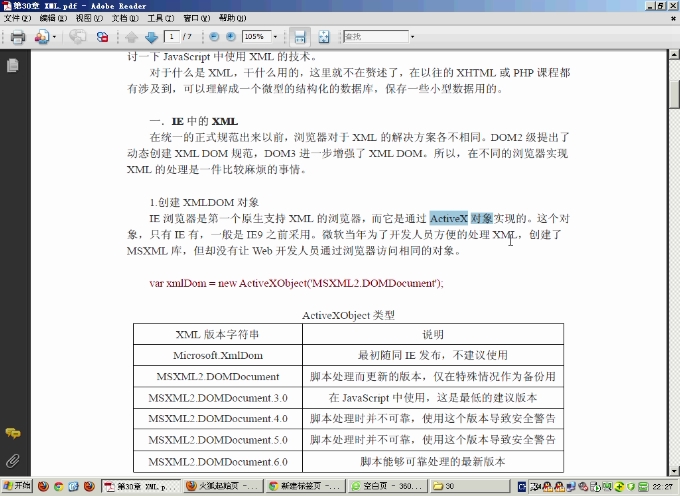 第30章 XML.pdf - Adobe Reader
文件(F) 编辑(E) 视图(V) 文档(D) 工具(T) 窗口(W) 帮助(H)
1 / 7 105% 查找
讨一下 JavaScript 中使用 XML 的技术。
对于什么是 XML，干什么用的，这里就不在赘述了，在以往的 XHTML 或 PHP 课程都
有涉及到，可以理解成一个微型的结构化的数据库，保存一些小型数据用的。
一．IE 中的 XML
在统一的正式规范出来以前，浏览器对于 XML 的解决方案各不相同。DOM2 级提出了
动态创建 XML DOM 规范，DOM3 进一步增强了 XML DOM。所以，在不同的浏览器实现
XML 的处理是一件比较麻烦的事情。
1.创建 XMLDOM 对象
IE 浏览器是第一个原生支持 XML 的浏览器，而它是通过 ActiveX 对象实现的。这个对
象，只有 IE 有，一般是 IE9 之前采用。微软当年为了开发人员方便的处理 XML，创建了
MSXML 库，但却没有让 Web 开发人员通过浏览器访问相同的对象。
var xmlDom = new ActiveXObject('MSXML2.DOMDocument');
ActiveXObject 类型
XML 版本字符串 说明
Microsoft.XmlDom 最初随同 IE 发布，不建议使用
MSXML2.DOMDocument 脚本处理而更新的版本，仅在特殊情况作为备份用
MSXML2.DOMDocument.3.0 在 JavaScript 中使用，这是最低的建议版本
MSXML2.DOMDocument.4.0 脚本处理时并不可靠，使用这个版本导致安全警告
MSXML2.DOMDocument.5.0 脚本处理时并不可靠，使用这个版本导致安全警告
MSXML2.DOMDocument.6.0 脚本能够可靠处理的最新版本
开始 第30章 XML.p... 火狐起始页 - ... 新建标签页 - ... 空白页 - 360... 30 22:27